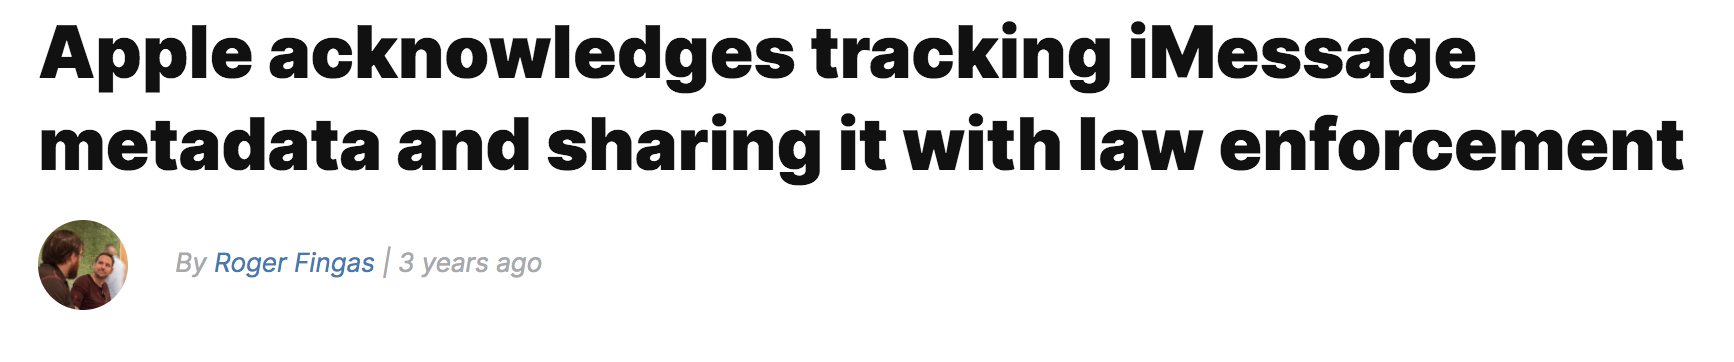 Apple acknowledges tracking iMessage
metadata and sharing it with law enforcement
By Roger Fingas | 3 years ago